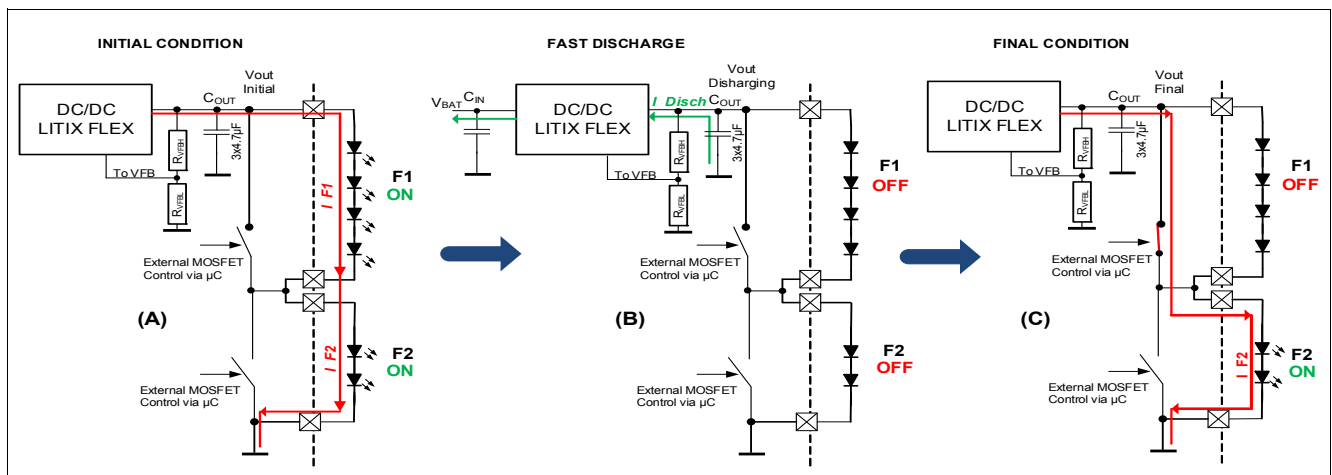 INITIAL CONDITION
Vout
Initial
DC/DC
LITIX FLEX
COUT
3x4.7µF
RVFBH
To VFB
RVFBL
I F1
F1
ON
External MOSFET
Control via µC
(A)
I F2
F2
ON
External MOSFET
Control via µC
FAST DISCHARGE
Vout
Disharging
VBAT
CIN
DC/DC
LITIX FLEX
I Disch
COUT
3x4.7µF
RVFBH
To VFB
RVFBL
F1
OFF
External MOSFET
Control via µC
(B)
F2
OFF
External MOSFET
Control via µC
FINAL CONDITION
Vout
Final
DC/DC
LITIX FLEX
COUT
3x4.7µF
RVFBH
To VFB
RVFBL
F1
OFF
External MOSFET
Control via µC
(C)
I F2
F2
ON
External MOSFET
Control via µC